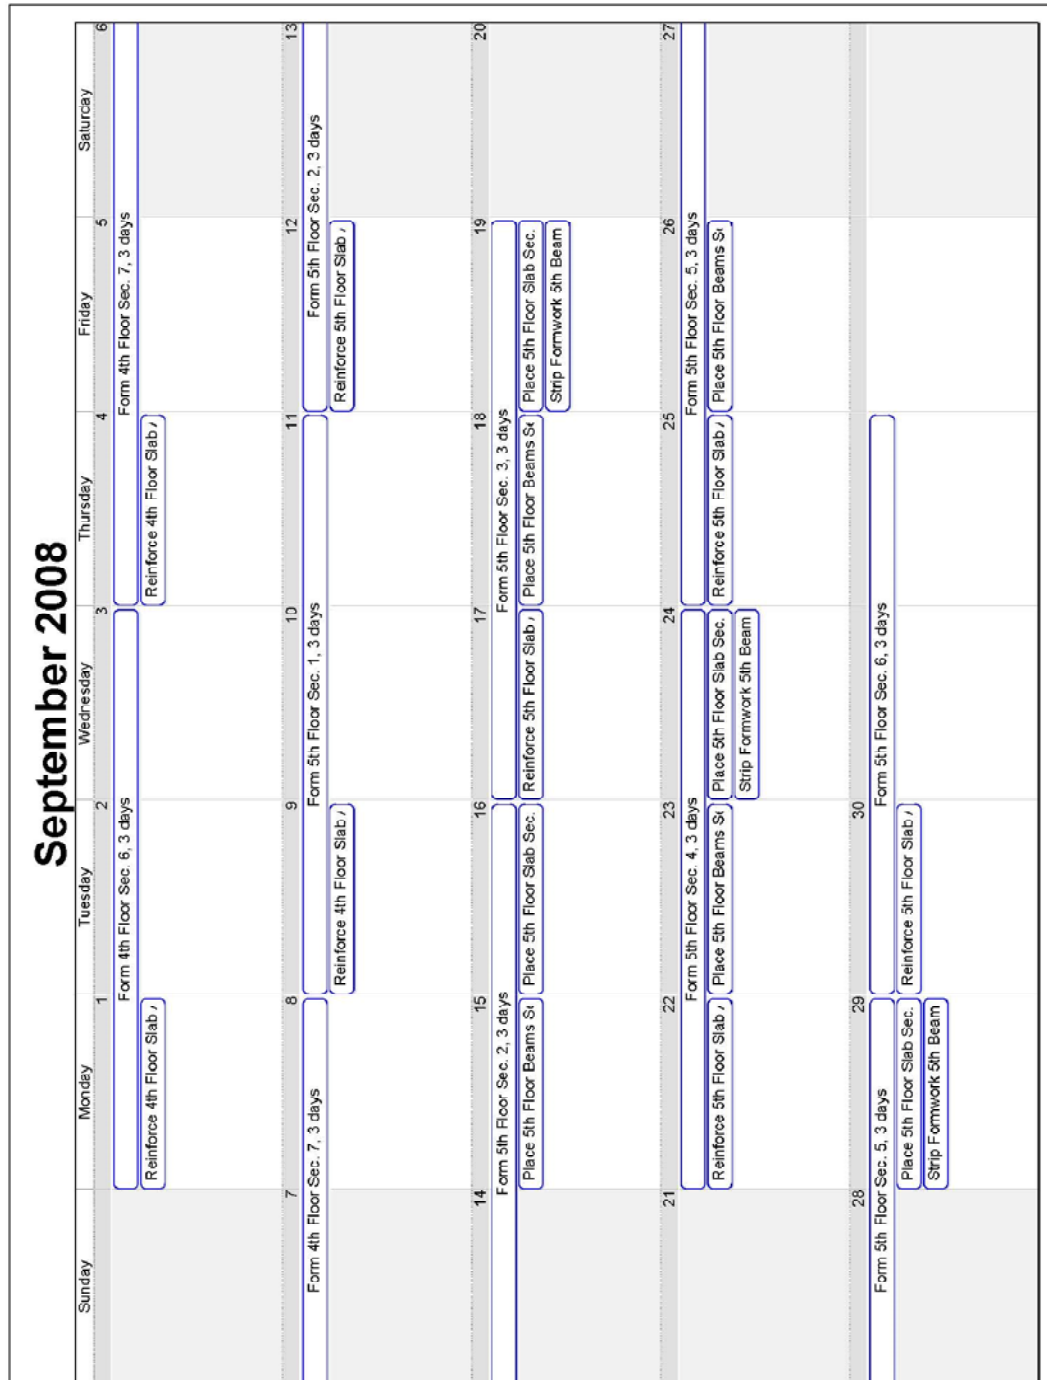 September 2008
Sunday
Monday
Tuesday
Wednesday
Thursday
Friday
Saturday
1
2
3
4
5
6
Form 4th Floor Sec. 6, 3 days
Form 4th Floor Sec. 7, 3 days
Reinforce 4th Floor Slab /
Reinforce 4th Floor Slab /
7
8
9
10
11
12
13
Form 4th Floor Sec. 7, 3 days
Form 5th Floor Sec. 1, 3 days
Form 5th Floor Sec. 2, 3 days
Reinforce 4th Floor Slab /
Reinforce 5th Floor Slab /
14
15
16
17
18
19
20
Form 5th Floor Sec. 2, 3 days
Form 5th Floor Sec. 3, 3 days
Place 5th Floor Beams Se
Place 5th Floor Slab Sec.
Reinforce 5th Floor Slab /
Place 5th Floor Beams Se
Place 5th Floor Slab Sec.
Strip Formwork 5th Beam
21
22
23
24
25
26
27
Form 5th Floor Sec. 4, 3 days
Form 5th Floor Sec. 5, 3 days
Reinforce 5th Floor Slab /
Place 5th Floor Beams Se
Place 5th Floor Slab Sec.
Reinforce 5th Floor Slab /
Place 5th Floor Beams Se
Strip Formwork 5th Beam
28
29
30
Form 5th Floor Sec. 5, 3 days
Form 5th Floor Sec. 6, 3 days
Place 5th Floor Slab Sec.
Reinforce 5th Floor Slab /
Strip Formwork 5th Beam